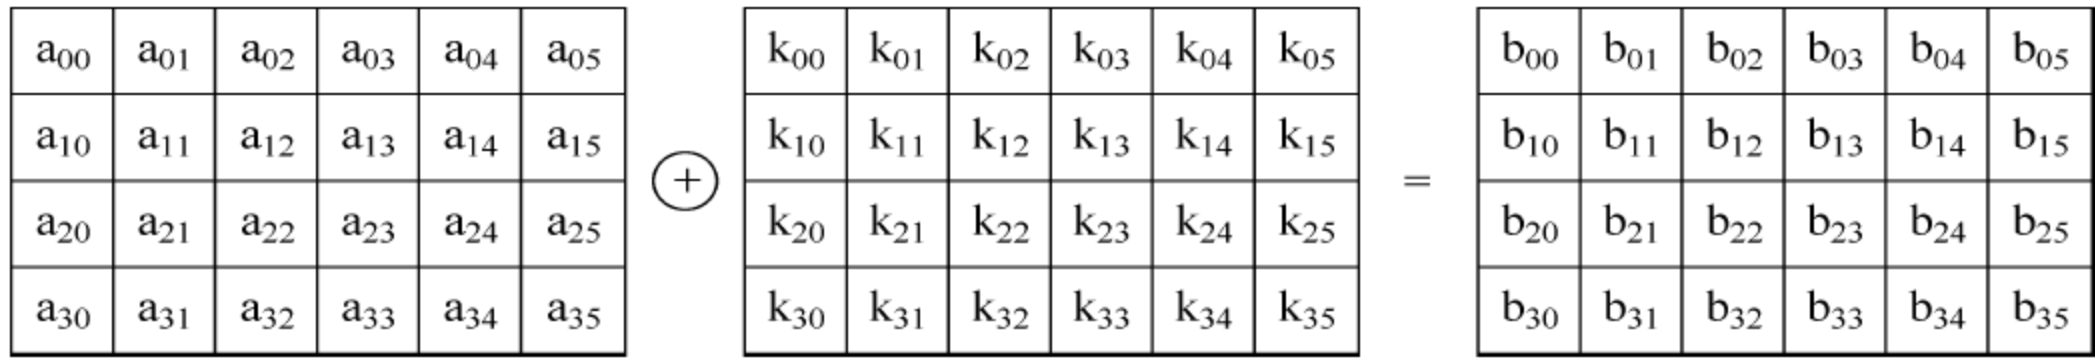 a00 a01 a02 a03 a04 a05 k00 k01 k02 k03 k04 k05 b00 b01 b02 b03 b04 b05
a10 a11 a12 a13 a14 a15 k10 k11 k12 k13 k14 k15 b10 b11 b12 b13 b14 b15
+ =
a20 a21 a22 a23 a24 a25 k20 k21 k22 k23 k24 k25 b20 b21 b22 b23 b24 b25
a30 a31 a32 a33 a34 a35 k30 k31 k32 k33 k34 k35 b30 b31 b32 b33 b34 b35